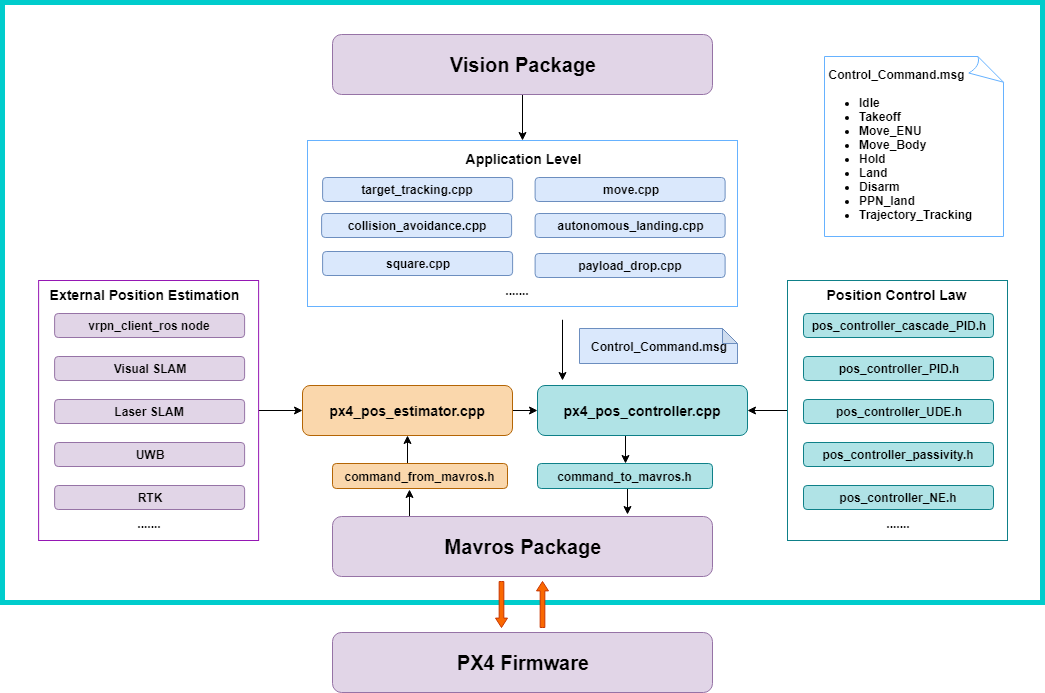 Vision Package
Control_Command.msg
Idle
Takeoff
Move_ENU
Move_Body
Hold
Land
Disarm
PPN_land
Trajectory_Tracking
Application Level
target_tracking.cpp
move.cpp
collision_avoidance.cpp
autonomous_landing.cpp
square.cpp
payload_drop.cpp
.......
External Position Estimation
vrpn_client_ros node
Visual SLAM
Laser SLAM
UWB
RTK
.......
Control_Command.msg
px4_pos_estimator.cpp
px4_pos_controller.cpp
command_from_mavros.h
command_to_mavros.h
Position Control Law
pos_controller_cascade_PID.h
pos_controller_PID.h
pos_controller_UDE.h
pos_controller_passivity.h
pos_controller_NE.h
.......
Mavros Package
PX4 Firmware